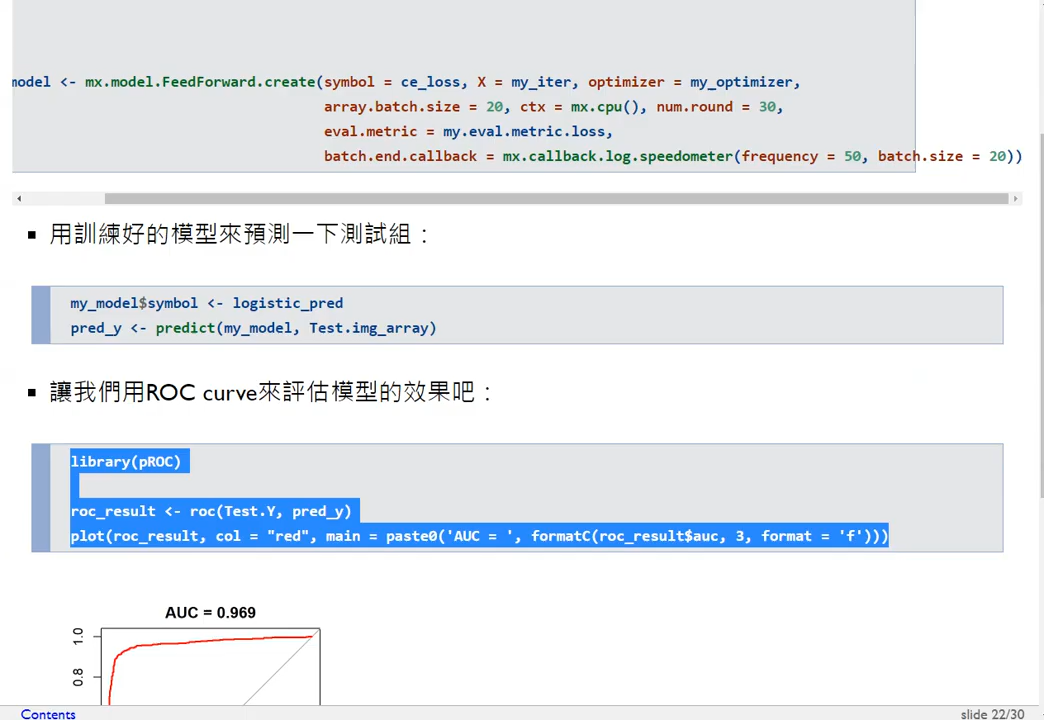 model <- mx.model.FeedForward.create(symbol = ce_loss, X = my_iter, optimizer = my_optimizer,
array.batch.size = 20, ctx = mx.cpu(), num.round = 30,
eval.metric = my.eval.metric.loss,
batch.end.callback = mx.callback.log.speedometer(frequency = 50, batch.size = 20))
▪ 用訓練好的模型來預測一下測試組：
my_model$symbol <- logistic_pred
pred_y <- predict(my_model, Test.img_array)
▪ 讓我們用ROC curve來評估模型的效果吧：
library(pROC)
roc_result <- roc(Test.Y, pred_y)
plot(roc_result, col = "red", main = paste0('AUC = ', formatC(roc_result$auc, 3, format = 'f')))
AUC = 0.969
1.0
0.8
Contents
slide 22/30